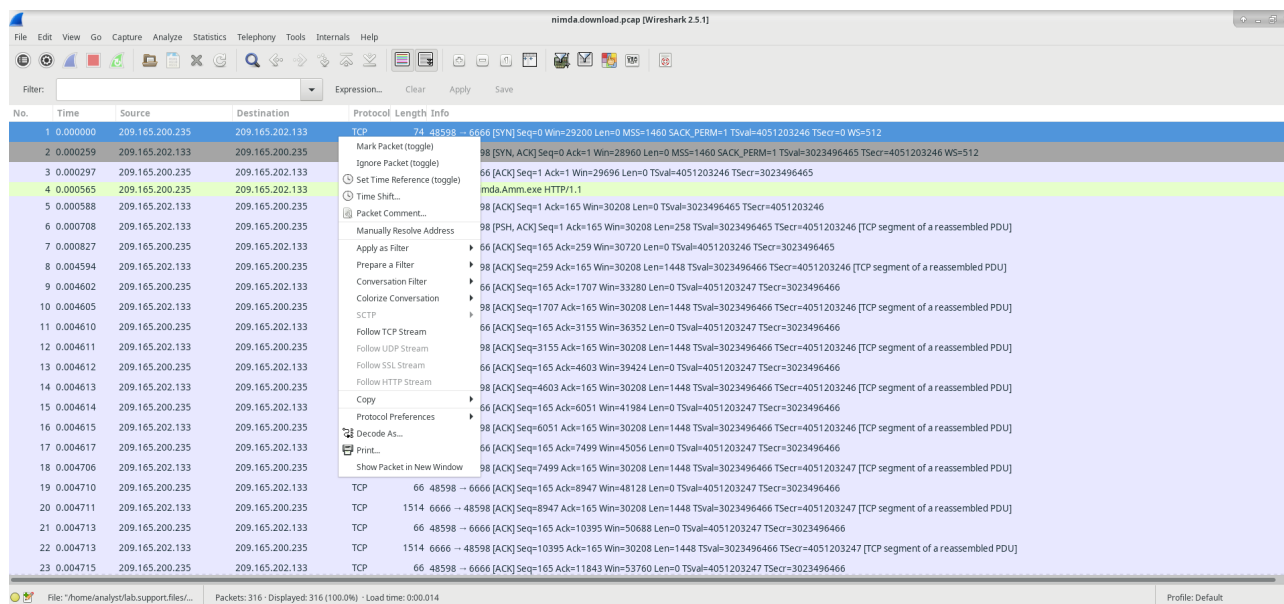 nimda.download.pcap [Wireshark 2.5.1]
File Edit View Go Capture Analyze Statistics Telephony Tools Internals Help
Filter: Expression... Clear Apply Save
No. Time Source Destination Protocol Length Info
1 0.000000 209.165.200.235 209.165.202.133 TCP 74 48598 → 6666 [SYN] Seq=0 Win=29200 Len=0 MSS=1460 SACK_PERM=1 TSval=4051203246 TSecr=0 WS=512
2 0.000259 209.165.202.133 209.165.200.235 98 [SYN, ACK] Seq=0 Ack=1 Win=28960 Len=0 MSS=1460 SACK_PERM=1 TSval=3023496465 TSecr=4051203246 WS=512
3 0.000297 209.165.200.235 209.165.202.133 66 [ACK] Seq=1 Ack=1 Win=29696 Len=0 TSval=4051203246 TSecr=3023496465
4 0.000565 209.165.200.235 209.165.202.133 mda.Amm.exe HTTP/1.1
5 0.000588 209.165.202.133 209.165.200.235 98 [ACK] Seq=1 Ack=165 Win=30208 Len=0 TSval=3023496465 TSecr=4051203246
6 0.000708 209.165.202.133 209.165.200.235 98 [PSH, ACK] Seq=1 Ack=165 Win=30208 Len=258 TSval=3023496465 TSecr=4051203246 [TCP segment of a reassembled PDU]
7 0.000827 209.165.200.235 209.165.202.133 66 [ACK] Seq=165 Ack=259 Win=30720 Len=0 TSval=4051203246 TSecr=3023496465
8 0.004594 209.165.202.133 209.165.200.235 98 [ACK] Seq=259 Ack=165 Win=30208 Len=1448 TSval=3023496466 TSecr=4051203246 [TCP segment of a reassembled PDU]
9 0.004602 209.165.200.235 209.165.202.133 66 [ACK] Seq=165 Ack=1707 Win=33280 Len=0 TSval=4051203247 TSecr=3023496466
10 0.004605 209.165.202.133 209.165.200.235 98 [ACK] Seq=1707 Ack=165 Win=30208 Len=1448 TSval=3023496466 TSecr=4051203246 [TCP segment of a reassembled PDU]
11 0.004610 209.165.200.235 209.165.202.133 66 [ACK] Seq=165 Ack=3155 Win=36352 Len=0 TSval=4051203247 TSecr=3023496466
12 0.004611 209.165.202.133 209.165.200.235 98 [ACK] Seq=3155 Ack=165 Win=30208 Len=1448 TSval=3023496466 TSecr=4051203246 [TCP segment of a reassembled PDU]
13 0.004612 209.165.200.235 209.165.202.133 66 [ACK] Seq=165 Ack=4603 Win=39424 Len=0 TSval=4051203247 TSecr=3023496466
14 0.004613 209.165.202.133 209.165.200.235 98 [ACK] Seq=4603 Ack=165 Win=30208 Len=1448 TSval=3023496466 TSecr=4051203246 [TCP segment of a reassembled PDU]
15 0.004614 209.165.200.235 209.165.202.133 66 [ACK] Seq=165 Ack=6051 Win=41984 Len=0 TSval=4051203247 TSecr=3023496466
16 0.004615 209.165.202.133 209.165.200.235 98 [ACK] Seq=6051 Ack=165 Win=30208 Len=1448 TSval=3023496466 TSecr=4051203246 [TCP segment of a reassembled PDU]
17 0.004617 209.165.200.235 209.165.202.133 66 [ACK] Seq=165 Ack=7499 Win=45056 Len=0 TSval=4051203247 TSecr=3023496466
18 0.004706 209.165.202.133 209.165.200.235 98 [ACK] Seq=7499 Ack=165 Win=30208 Len=1448 TSval=3023496466 TSecr=4051203247 [TCP segment of a reassembled PDU]
19 0.004710 209.165.200.235 209.165.202.133 TCP 66 48598 → 6666 [ACK] Seq=165 Ack=8947 Win=48128 Len=0 TSval=4051203247 TSecr=3023496466
20 0.004711 209.165.202.133 209.165.200.235 TCP 1514 6666 → 48598 [ACK] Seq=8947 Ack=165 Win=30208 Len=1448 TSval=3023496466 TSecr=4051203247 [TCP segment of a reassembled PDU]
21 0.004713 209.165.200.235 209.165.202.133 TCP 66 48598 → 6666 [ACK] Seq=165 Ack=10395 Win=50688 Len=0 TSval=4051203247 TSecr=3023496466
22 0.004713 209.165.202.133 209.165.200.235 TCP 1514 6666 → 48598 [ACK] Seq=10395 Ack=165 Win=30208 Len=1448 TSval=3023496466 TSecr=4051203247 [TCP segment of a reassembled PDU]
23 0.004715 209.165.200.235 209.165.202.133 TCP 66 48598 → 6666 [ACK] Seq=165 Ack=11843 Win=53760 Len=0 TSval=4051203247 TSecr=3023496466
Mark Packet (toggle)
Ignore Packet (toggle)
Set Time Reference (toggle)
Time Shift...
Packet Comment...
Manually Resolve Address
Apply as Filter
Prepare a Filter
Conversation Filter
Colorize Conversation
SCTP
Follow TCP Stream
Follow UDP Stream
Follow SSL Stream
Follow HTTP Stream
Copy
Protocol Preferences
Decode As...
Print...
Show Packet in New Window
File: "/home/analyst/lab.support.files/... Packets: 316 · Displayed: 316 (100.0%) · Load time: 0:00.014 Profile: Default